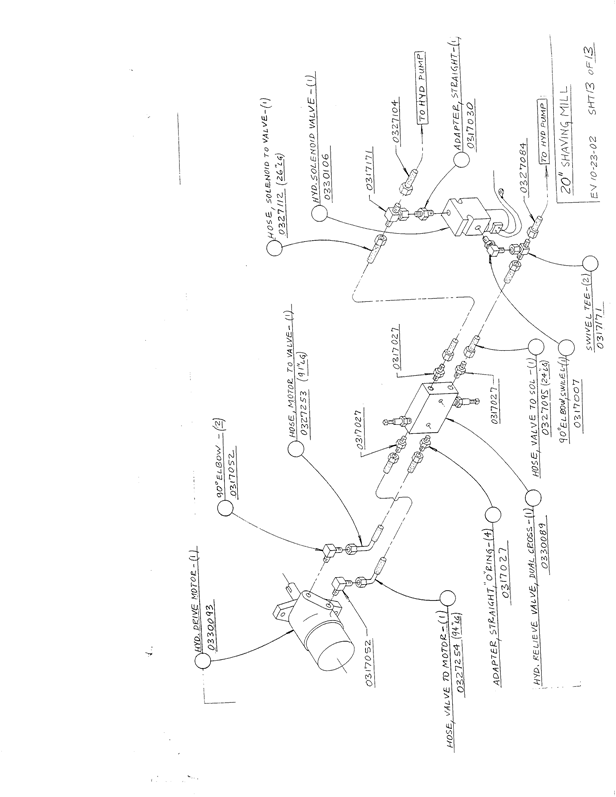 HYD. DRIVE MOTOR-(1)
0330093
90° ELBOW-(2)
0317052
HOSE, MOTOR TO VALVE-(1)
0327253 (91"LG)
HOSE, SOLENOID TO VALVE-(1)
0327112 (26"LG)
HYD. SOLENOID VALVE-(1)
0330106
0317171
0327104
TO HYD PUMP
ADAPTER, STRAIGHT-(1,
0317030
0317027
0317027
0317027
0317052
HOSE, VALVE TO MOTOR-(1)
0327254 (94"LG)
ADAPTER, STRAIGHT, "O"RING-(4)
0317027
HYD. RELIEVE VALVE, DUAL CROSS-(1)
0330089
HOSE, VALVE TO SOL-(1)
0327095 (24"LG)
90° ELBOW, SWIVEL(1)
0317007
SWIVEL TEE-(2)
0317171
0327084
TO HYD PUMP
20" SHAVING MILL
EV 10-23-02 SHT 13 OF 13